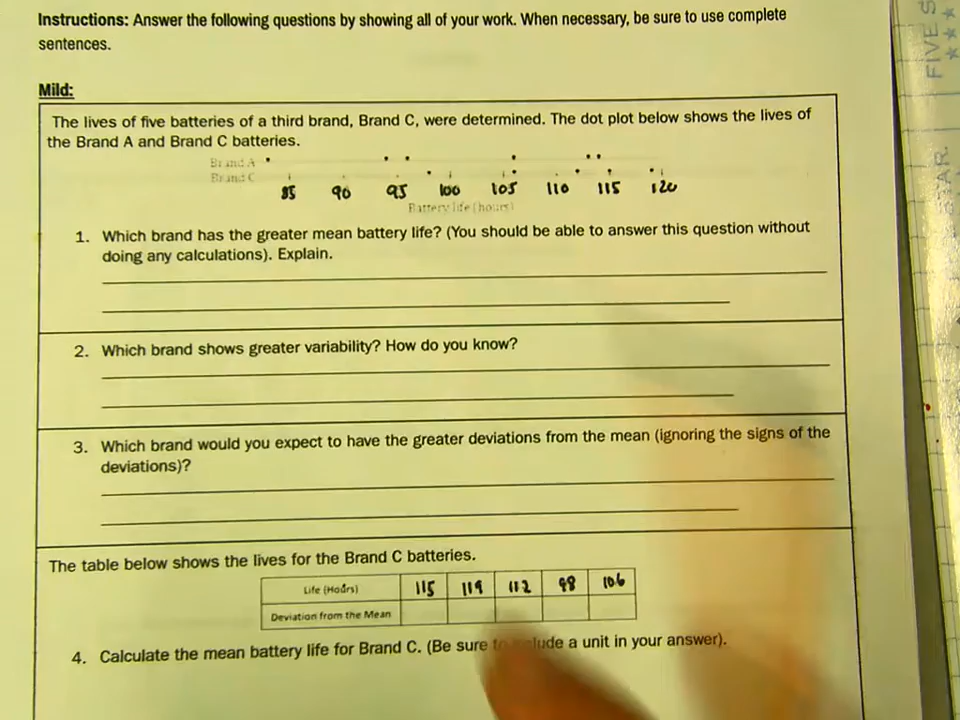 Instructions: Answer the following questions by showing all of your work. When necessary, be sure to use complete
sentences.
Mild:
The lives of five batteries of a third brand, Brand C, were determined. The dot plot below shows the lives of
the Brand A and Brand C batteries.
Brand A
Brand C
85 90 95 100 105 110 115 120
Battery life (hours)
1. Which brand has the greater mean battery life? (You should be able to answer this question without
doing any calculations). Explain.
2. Which brand shows greater variability? How do you know?
3. Which brand would you expect to have the greater deviations from the mean (ignoring the signs of the
deviations)?
The table below shows the lives for the Brand C batteries.
Life (Hours) 115 119 112 98 106
Deviation from the Mean
4. Calculate the mean battery life for Brand C. (Be sure to include a unit in your answer).
FIVE S
STAR